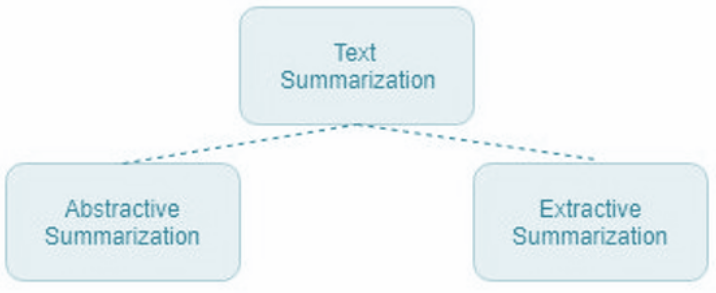 Text
Summarization
Abstractive
Summarization
Extractive
Summarization